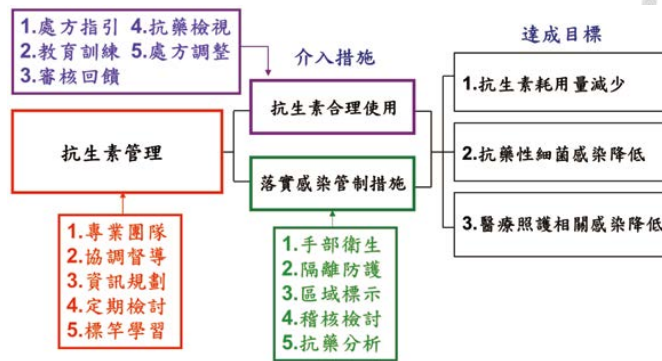 1.處方指引 4.抗藥檢視
2.教育訓練 5.處方調整
3.審核回饋
介入措施
達成目標
抗生素管理
抗生素合理使用
落實感染管制措施
1.抗生素耗用量減少
2.抗藥性細菌感染降低
3.醫療照護相關感染降低
1.專業團隊
2.協調督導
3.資訊規劃
4.定期檢討
5.標竿學習
1.手部衛生
2.隔離防護
3.區域標示
4.稽核檢討
5.抗藥分析